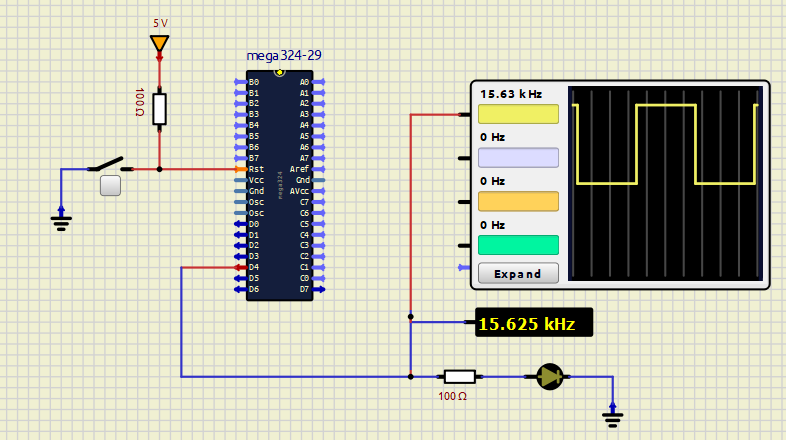 5 V
100 Ω
mega324-29
mega324
B0
B1
B2
B3
B4
B5
B6
B7
Rst
Vcc
Gnd
Osc
Osc
D0
D1
D2
D3
D4
D5
D6
A0
A1
A2
A3
A4
A5
A6
A7
Aref
Gnd
AVcc
C7
C6
C5
C4
C3
C2
C1
C0
D7
15.63 kHz
0 Hz
0 Hz
0 Hz
Expand
15.625 kHz
100 Ω